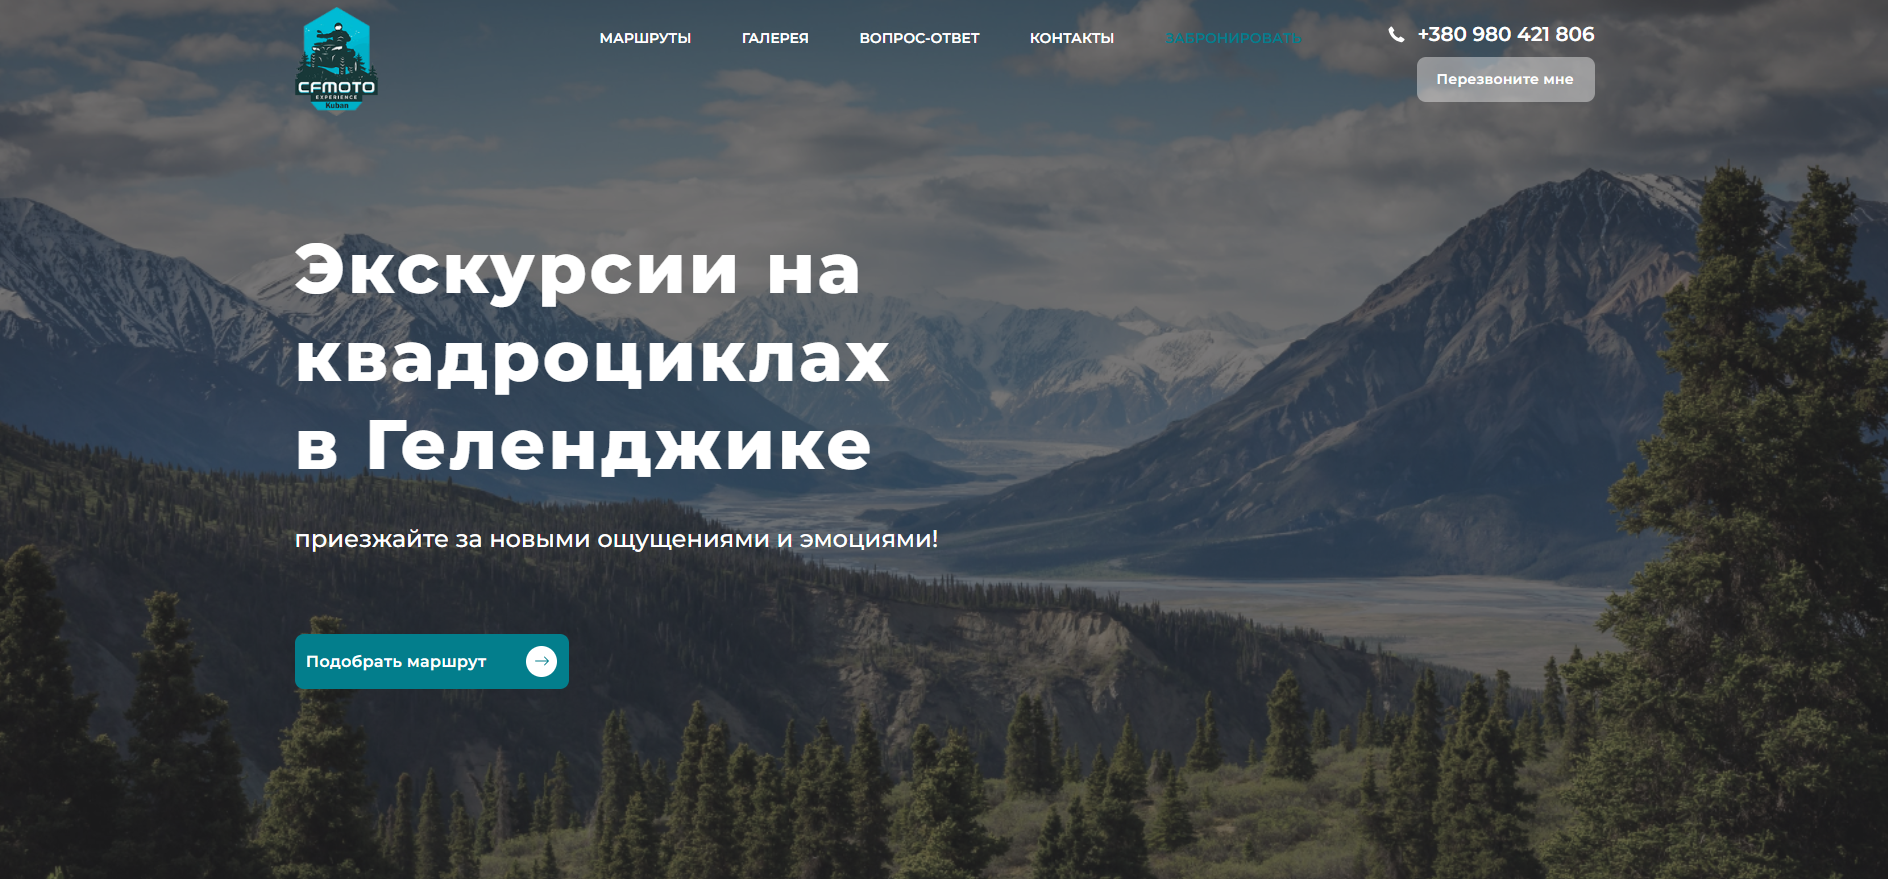 CFMOTO
EXPERIENCE
Kuban
МАРШРУТЫ
ГАЛЕРЕЯ
ВОПРОС-ОТВЕТ
КОНТАКТЫ
ЗАБРОНИРОВАТЬ
+380 980 421 806
Перезвоните мне
Экскурсии на
квадроциклах
в Геленджике
приезжайте за новыми ощущениями и эмоциями!
Подобрать маршрут